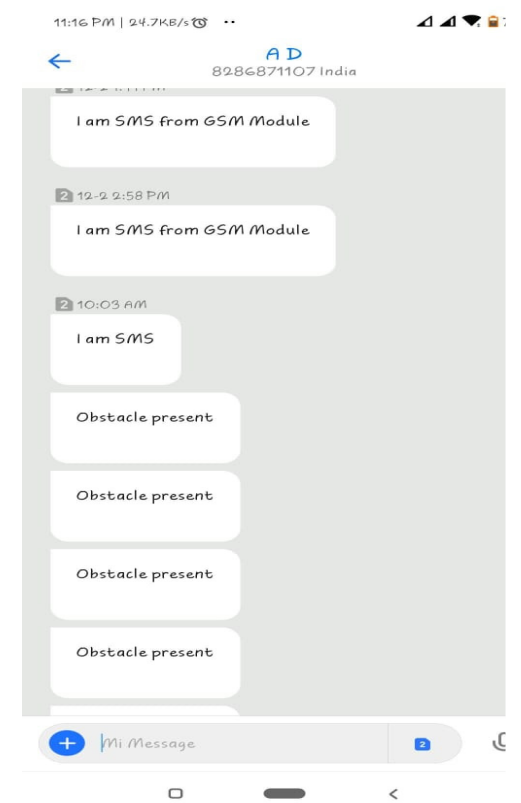 11:16 PM | 24.7KB/s
A D
8286871107 India
I am SMS from GSM Module
2 12-2 2:58 PM
I am SMS from GSM Module
2 10:03 AM
I am SMS
Obstacle present
Obstacle present
Obstacle present
Obstacle present
Mi Message
2